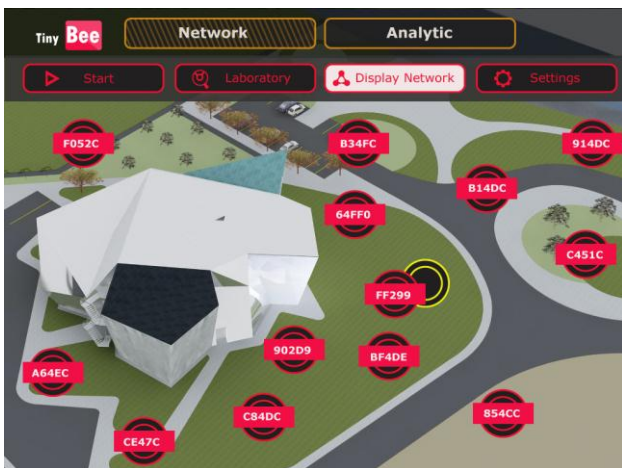 Tiny Bee
Network
Analytic
Start
Laboratory
Display Network
Settings
F052C
B34FC
914DC
B14DC
64FF0
C451C
FF299
902D9
BF4DE
A64EC
C84DC
854CC
CE47C